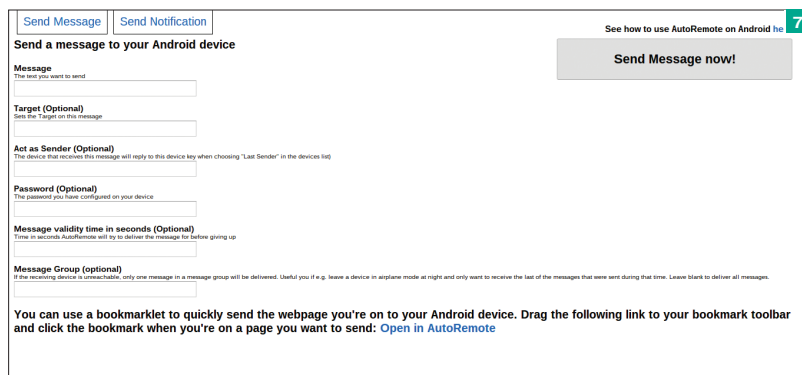 Send Message
Send Notification
See how to use AutoRemote on Android he
7
Send a message to your Android device
Send Message now!
Message
The text you want to send
Target (Optional)
Sets the Target on this message
Act as Sender (Optional)
The device that receives this message will reply to this device key when choosing "Last Sender" in the devices list)
Password (Optional)
The password you have configured on your device
Message validity time in seconds (Optional)
Time in seconds AutoRemote will try to deliver the message for before giving up
Message Group (optional)
If the receiving device is unreachable, only one message in a message group will be delivered. Useful you if e.g. leave a device in airplane mode at night and only want to receive the last of the messages that were sent during that time. Leave blank to deliver all messages.
You can use a bookmarklet to quickly send the webpage you're on to your Android device. Drag the following link to your bookmark toolbar
and click the bookmark when you're on a page you want to send: Open in AutoRemote